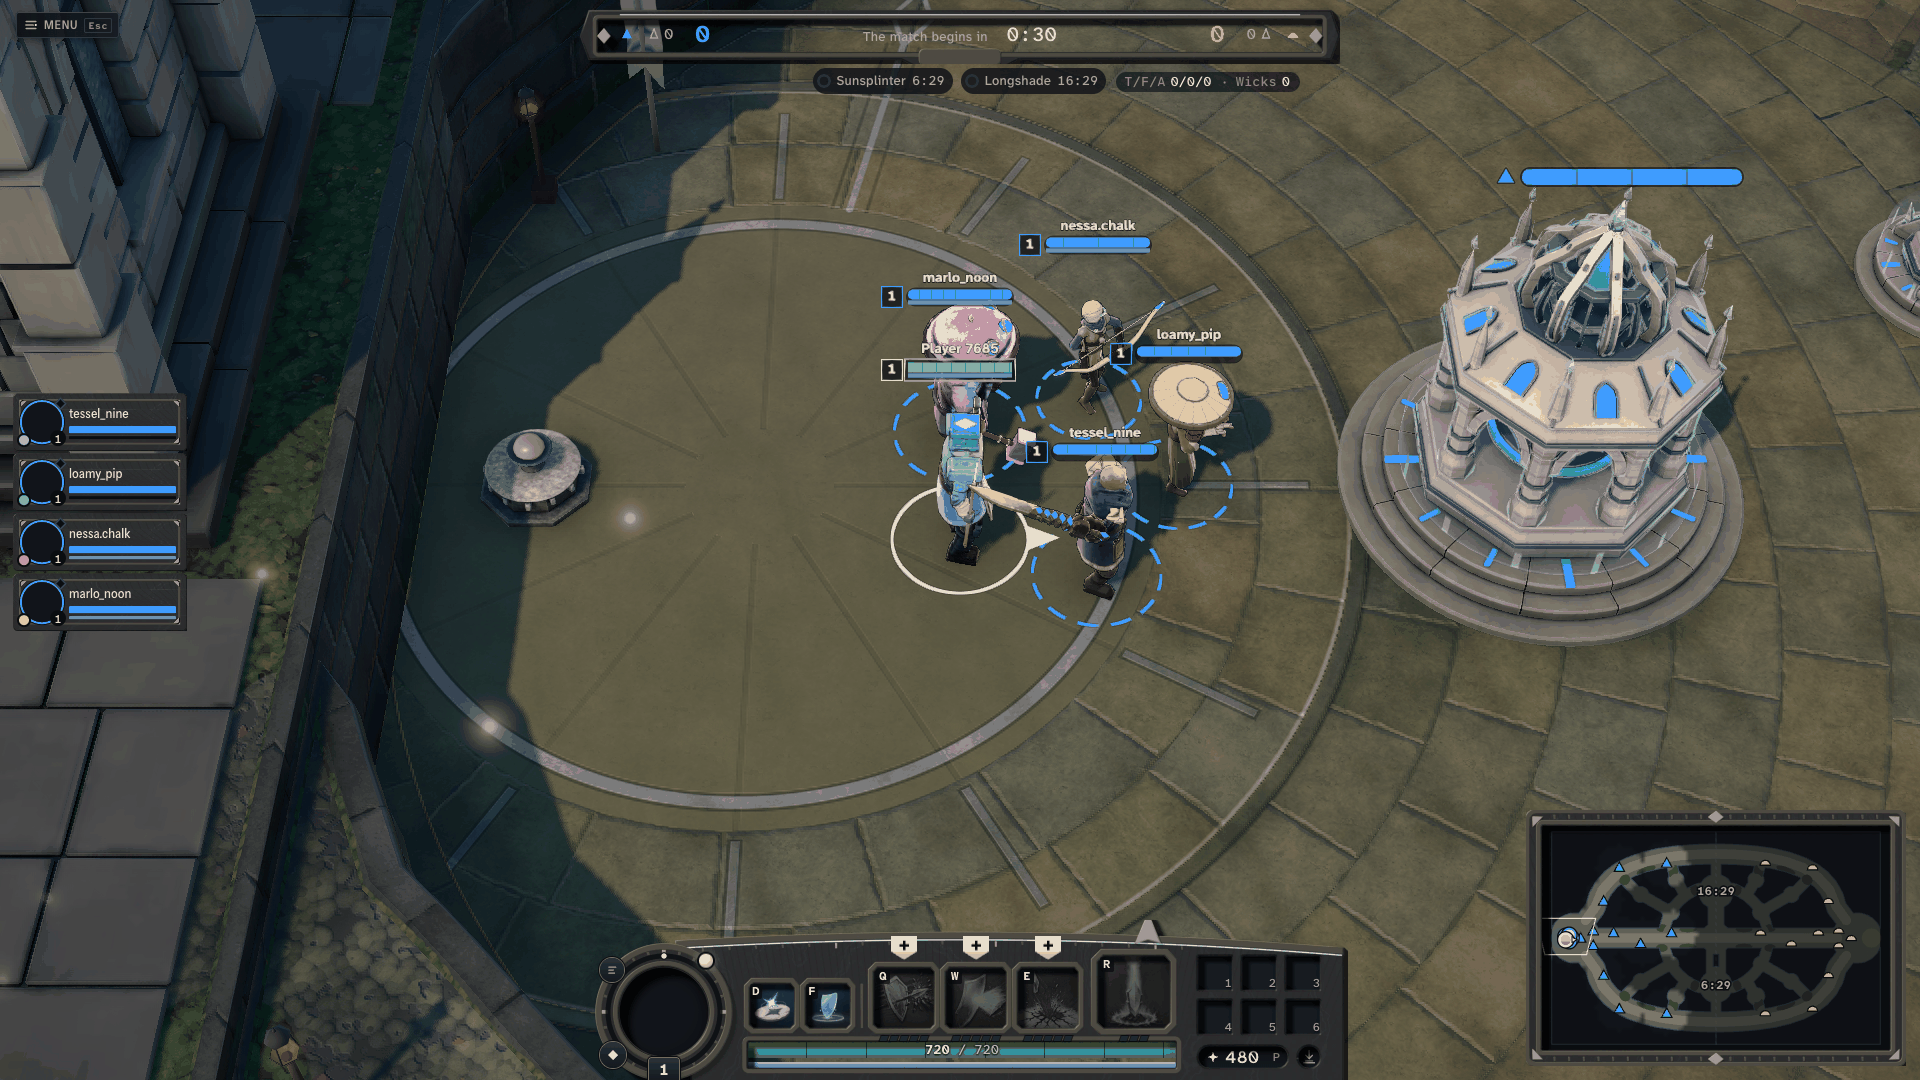 MENU Esc
0 0 The match begins in 0:30 0 0
Sunsplinter 6:29 Longshade 16:29 T/F/A 0/0/0 · Wicks 0
nessa.chalk
1
marlo_noon
1
loamy_pip
1
Player 7685
1
tessel_nine
1
tessel_nine
1
loamy_pip
1
nessa.chalk
1
marlo_noon
1
16:29
6:29
D F Q W E R
1 2 3
4 5 6
720 / 720
480 P
1